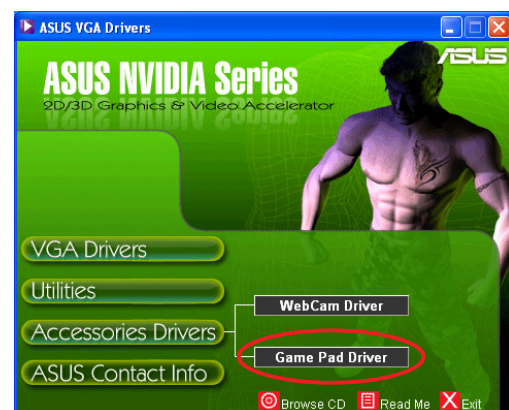 ASUS VGA Drivers
ASUS
ASUS NVIDIA Series
2D/3D Graphics & Video Accelerator
VGA Drivers
Utilities
Accessories Drivers
ASUS Contact Info
WebCam Driver
Game Pad Driver
Browse CD Read Me Exit